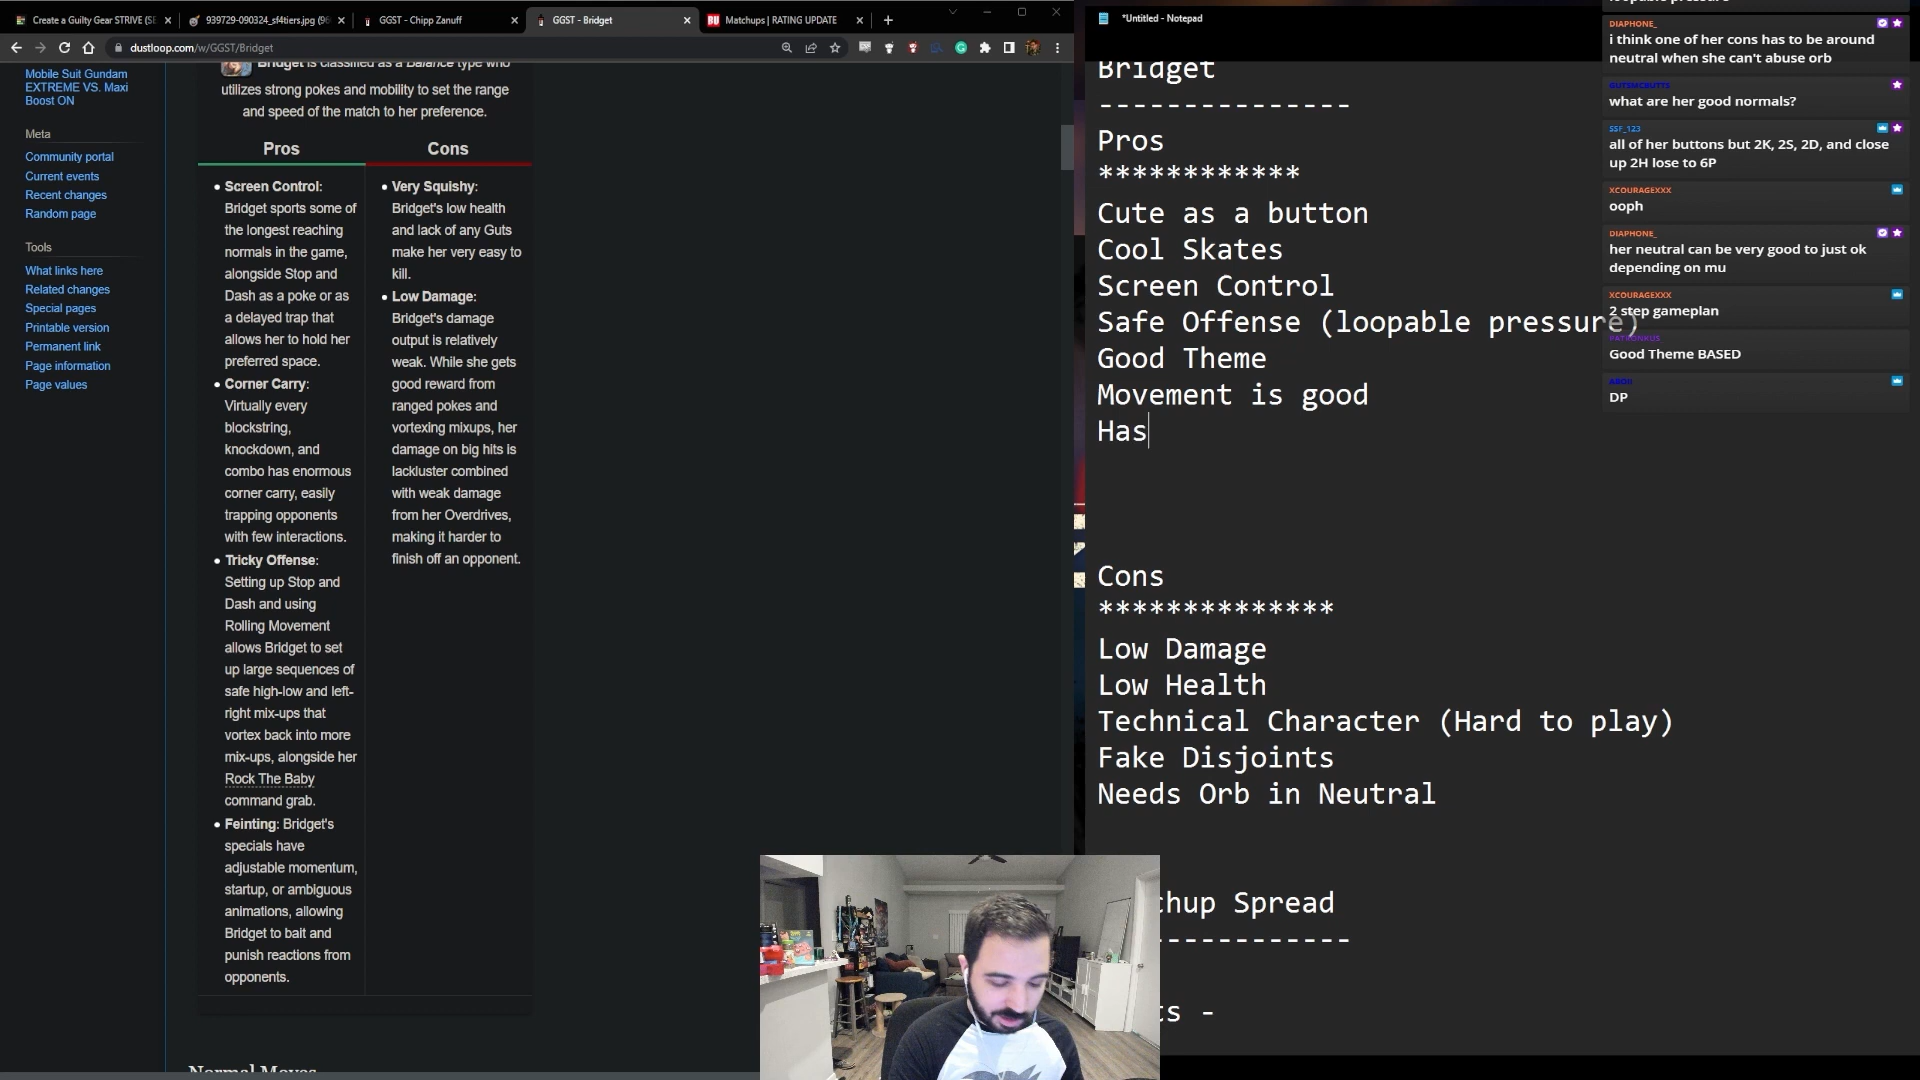 Create a Guilty Gear STRIVE (SE
939729-090324_sf4tiers.jpg (96
GGST - Chipp Zanuff
GGST - Bridget
Matchups | RATING UPDATE
dustloop.com/w/GGST/Bridget
Mobile Suit Gundam
EXTREME VS. Maxi
Boost ON
Meta
Community portal
Current events
Recent changes
Random page
Tools
What links here
Related changes
Special pages
Printable version
Permanent link
Page information
Page values
Bridget is classified as a Balance type who
utilizes strong pokes and mobility to set the range
and speed of the match to her preference.
Pros
Screen Control:
Bridget sports some of
the longest reaching
normals in the game,
alongside Stop and
Dash as a poke or as
a delayed trap that
allows her to hold her
preferred space.
Corner Carry:
Virtually every
blockstring,
knockdown, and
combo has enormous
corner carry, easily
trapping opponents
with few interactions.
Tricky Offense:
Setting up Stop and
Dash and using
Rolling Movement
allows Bridget to set
up large sequences of
safe high-low and left-
right mix-ups that
vortex back into more
mix-ups, alongside her
Rock The Baby
command grab.
Feinting: Bridget's
specials have
adjustable momentum,
startup, or ambiguous
animations, allowing
Bridget to bait and
punish reactions from
opponents.
Cons
Very Squishy:
Bridget's low health
and lack of any Guts
make her very easy to
kill.
Low Damage:
Bridget's damage
output is relatively
weak. While she gets
good reward from
ranged pokes and
vortexing mixups, her
damage on big hits is
lackluster combined
with weak damage
from her Overdrives,
making it harder to
finish off an opponent.
Normal Moves
*Untitled - Notepad
Bridget
---------------
Pros
************
Cute as a button
Cool Skates
Screen Control
Safe Offense (loopable pressure)
Good Theme
Movement is good
Has
Cons
**************
Low Damage
Low Health
Technical Character (Hard to play)
Fake Disjoints
Needs Orb in Neutral
chup Spread
-----------
ts -
loopable pressure
DIAPHONE_
i think one of her cons has to be around
neutral when she can't abuse orb
GUTSMCBUTTS
what are her good normals?
SSF_123
all of her buttons but 2K, 2S, 2D, and close
up 2H lose to 6P
XCOURAGEXXX
ooph
DIAPHONE_
her neutral can be very good to just ok
depending on mu
XCOURAGEXXX
2 step gameplan
Good Theme BASED
DP